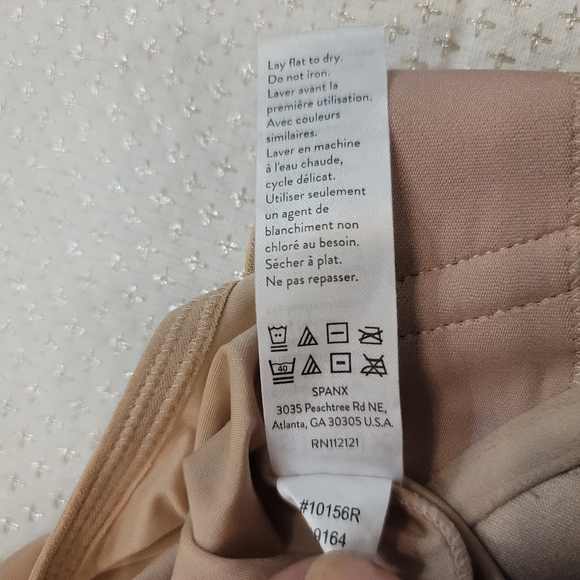 Lay flat to dry.
Do not iron.
Laver avant la
première utilisation.
Avec couleurs
similaires.
Laver en machine
à l'eau chaude,
cycle délicat.
Utiliser seulement
un agent de
blanchiment non
chloré au besoin.
Sécher à plat.
Ne pas repasser.
40
SPANX
3035 Peachtree Rd NE,
Atlanta, GA 30305 U.S.A.
RN112121
#10156R
9164